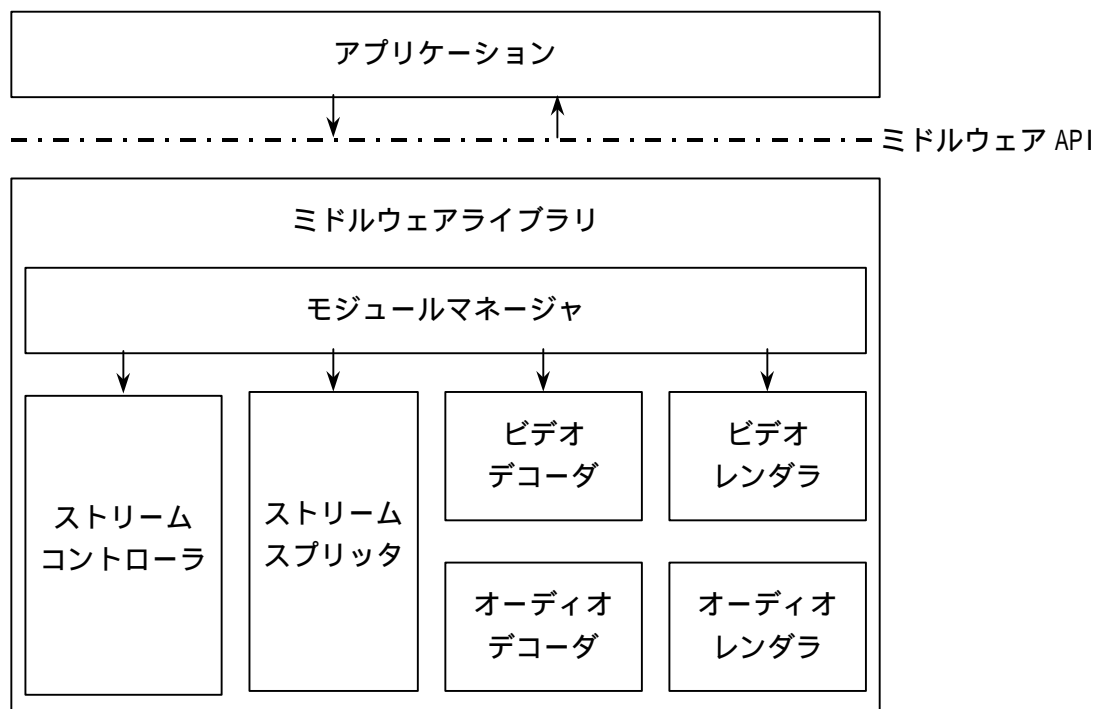 アプリケーション
ミドルウェア API
ミドルウェアライブラリ
モジュールマネージャ
ストリーム
コントローラ
ストリーム
スプリッタ
ビデオ
デコーダ
ビデオ
レンダラ
オーディオ
デコーダ
オーディオ
レンダラ